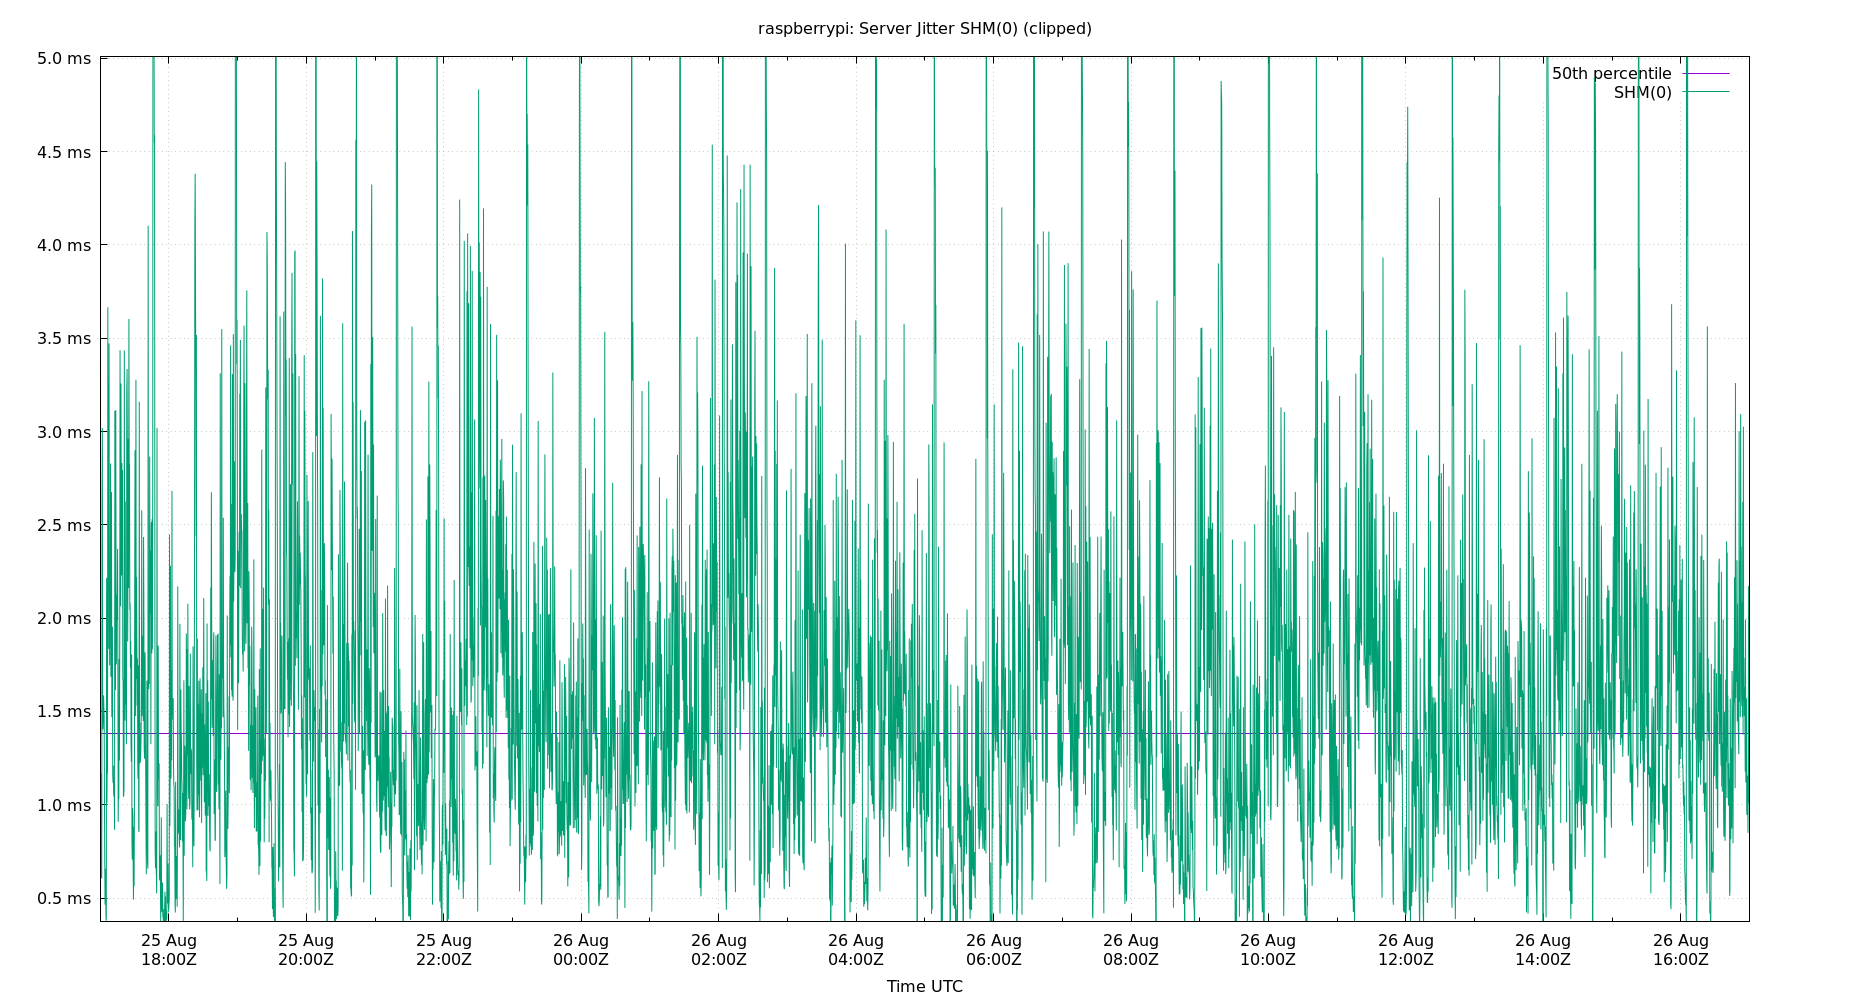 raspberrypi: Server Jitter SHM(0) (clipped)
5.0 ms
50th percentile
SHM(0)
4.5 ms
4.0 ms
3.5 ms
3.0 ms
2.5 ms
2.0 ms
1.5 ms
1.0 ms
0.5 ms
25 Aug 25 Aug 25 Aug 26 Aug 26 Aug 26 Aug 26 Aug 26 Aug 26 Aug 26 Aug 26 Aug 26 Aug
18:00Z 20:00Z 22:00Z 00:00Z 02:00Z 04:00Z 06:00Z 08:00Z 10:00Z 12:00Z 14:00Z 16:00Z
Time UTC